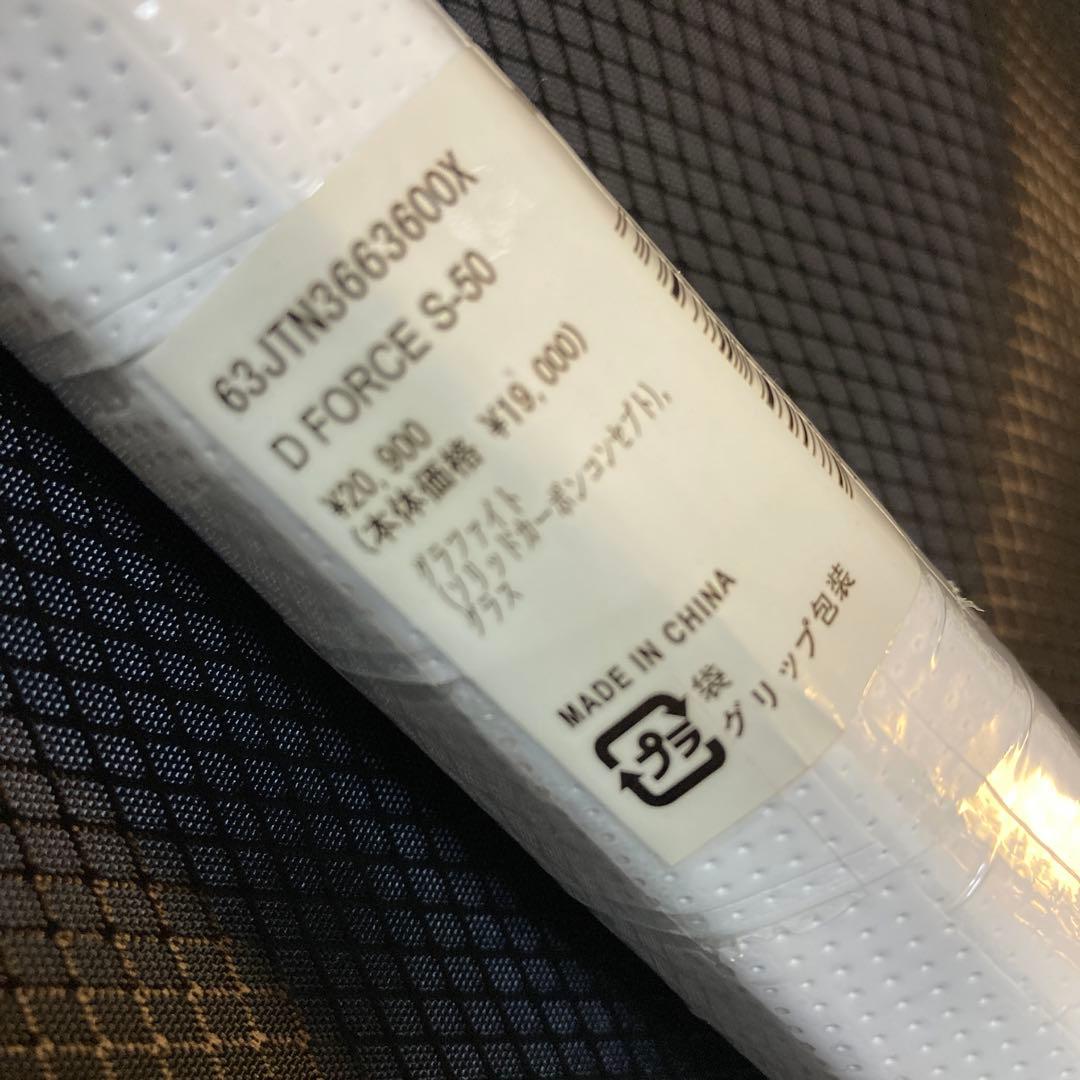 63JTN3663600X
D FORCE S-50
¥20,900
(本体価格 ¥19,000)
グラファイト
(ソリッドカーボンコンセプト),
グラス
MADE IN CHINA
プラ
袋
グリップ包装